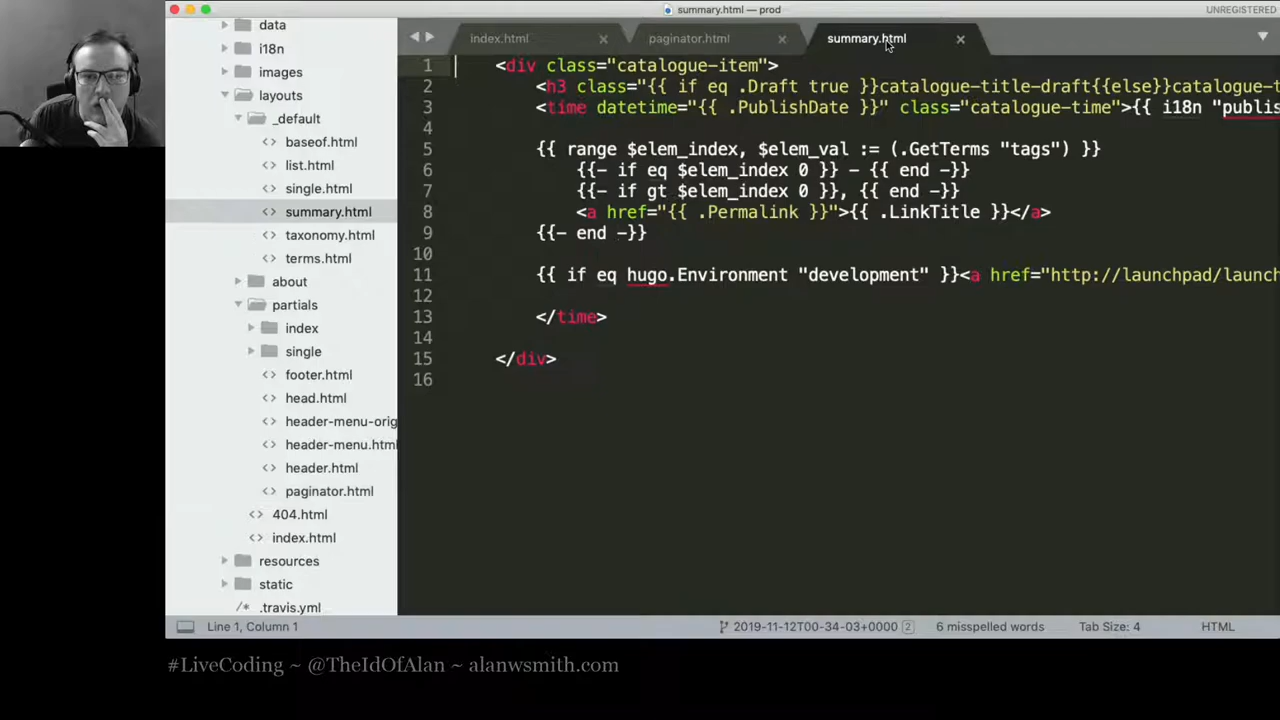 summary.html — prod
UNREGISTERED
index.html
paginator.html
summary.html
data
i18n
images
layouts
_default
baseof.html
list.html
single.html
summary.html
taxonomy.html
terms.html
about
partials
index
single
footer.html
head.html
header-menu-orig
header-menu.html
header.html
paginator.html
404.html
index.html
resources
static
/* .travis.yml
1 <div class="catalogue-item">
2 <h3 class="{{ if eq .Draft true }}catalogue-title-draft{{else}}catalogue-t
3 <time datetime="{{ .PublishDate }}" class="catalogue-time">{{ i18n "publis
4
5 {{ range $elem_index, $elem_val := (.GetTerms "tags") }}
6 {{- if eq $elem_index 0 }} - {{ end -}}
7 {{- if gt $elem_index 0 }}, {{ end -}}
8 <a href="{{ .Permalink }}">{{ .LinkTitle }}</a>
9 {{- end -}}
10
11 {{ if eq hugo.Environment "development" }}<a href="http://launchpad/launch
12
13 </time>
14
15 </div>
16
Line 1, Column 1
2019-11-12T00-34-03+0000 2
6 misspelled words
Tab Size: 4
HTML
#LiveCoding ~ @TheIdOfAlan ~ alanwsmith.com